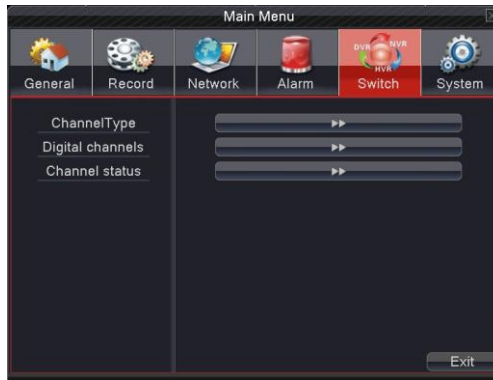 Main Menu
DVR NVR
HVR
General Record Network Alarm Switch System
ChannelType
Digital channels
Channel status
Exit